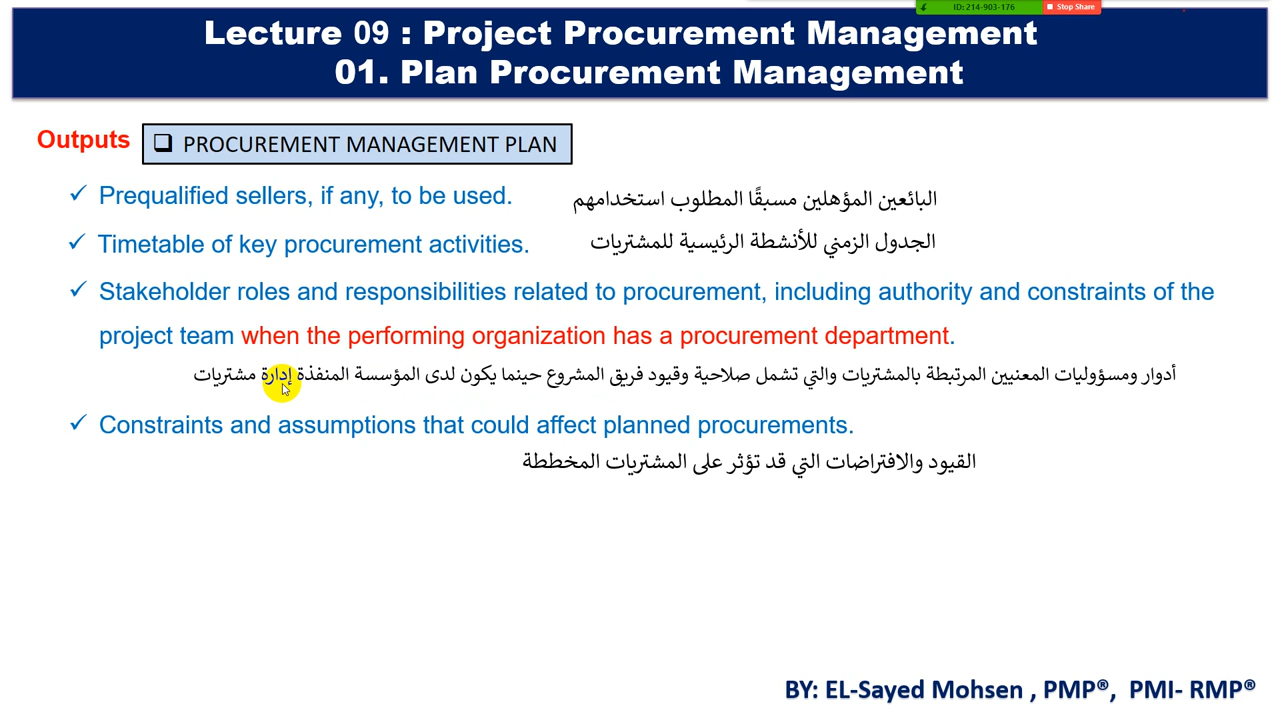 ID: 214-903-176 Stop Share
Lecture 09 : Project Procurement Management
01. Plan Procurement Management
Outputs ❑ PROCUREMENT MANAGEMENT PLAN
✓ Prequalified sellers, if any, to be used. البائعين المؤهلين مسبقًا المطلوب استخدامهم
✓ Timetable of key procurement activities. الجدول الزمني للأنشطة الرئيسية للمشتريات
✓ Stakeholder roles and responsibilities related to procurement, including authority and constraints of the
project team when the performing organization has a procurement department.
أدوار ومسؤوليات المعنيين المرتبطة بالمشتريات والتي تشمل صلاحية وقيود فريق المشروع حينما يكون لدى المؤسسة المنفذة إدارة مشتريات
✓ Constraints and assumptions that could affect planned procurements.
القيود والافتراضات التي قد تؤثر على المشتريات المخططة
BY: EL-Sayed Mohsen , PMP®, PMI- RMP®